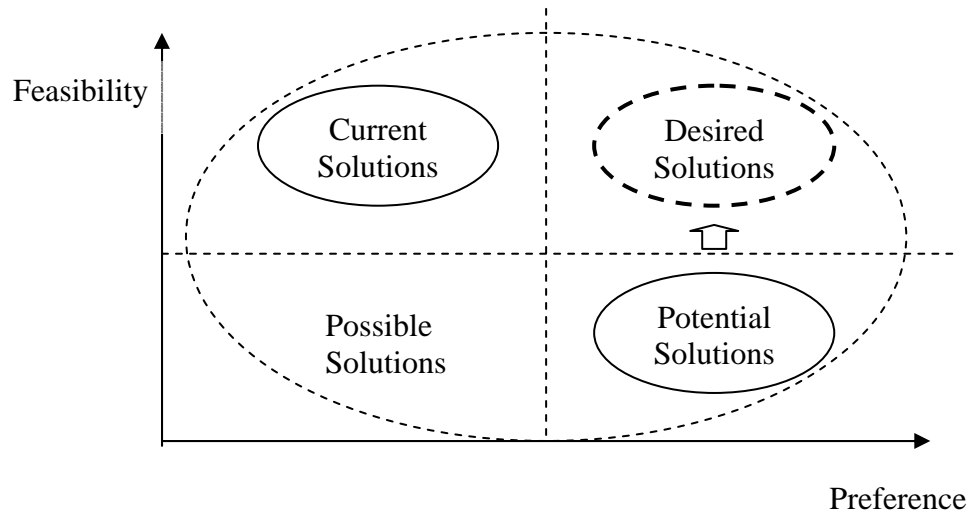 Feasibility
Current
Solutions
Desired
Solutions
Possible
Solutions
Potential
Solutions
Preference